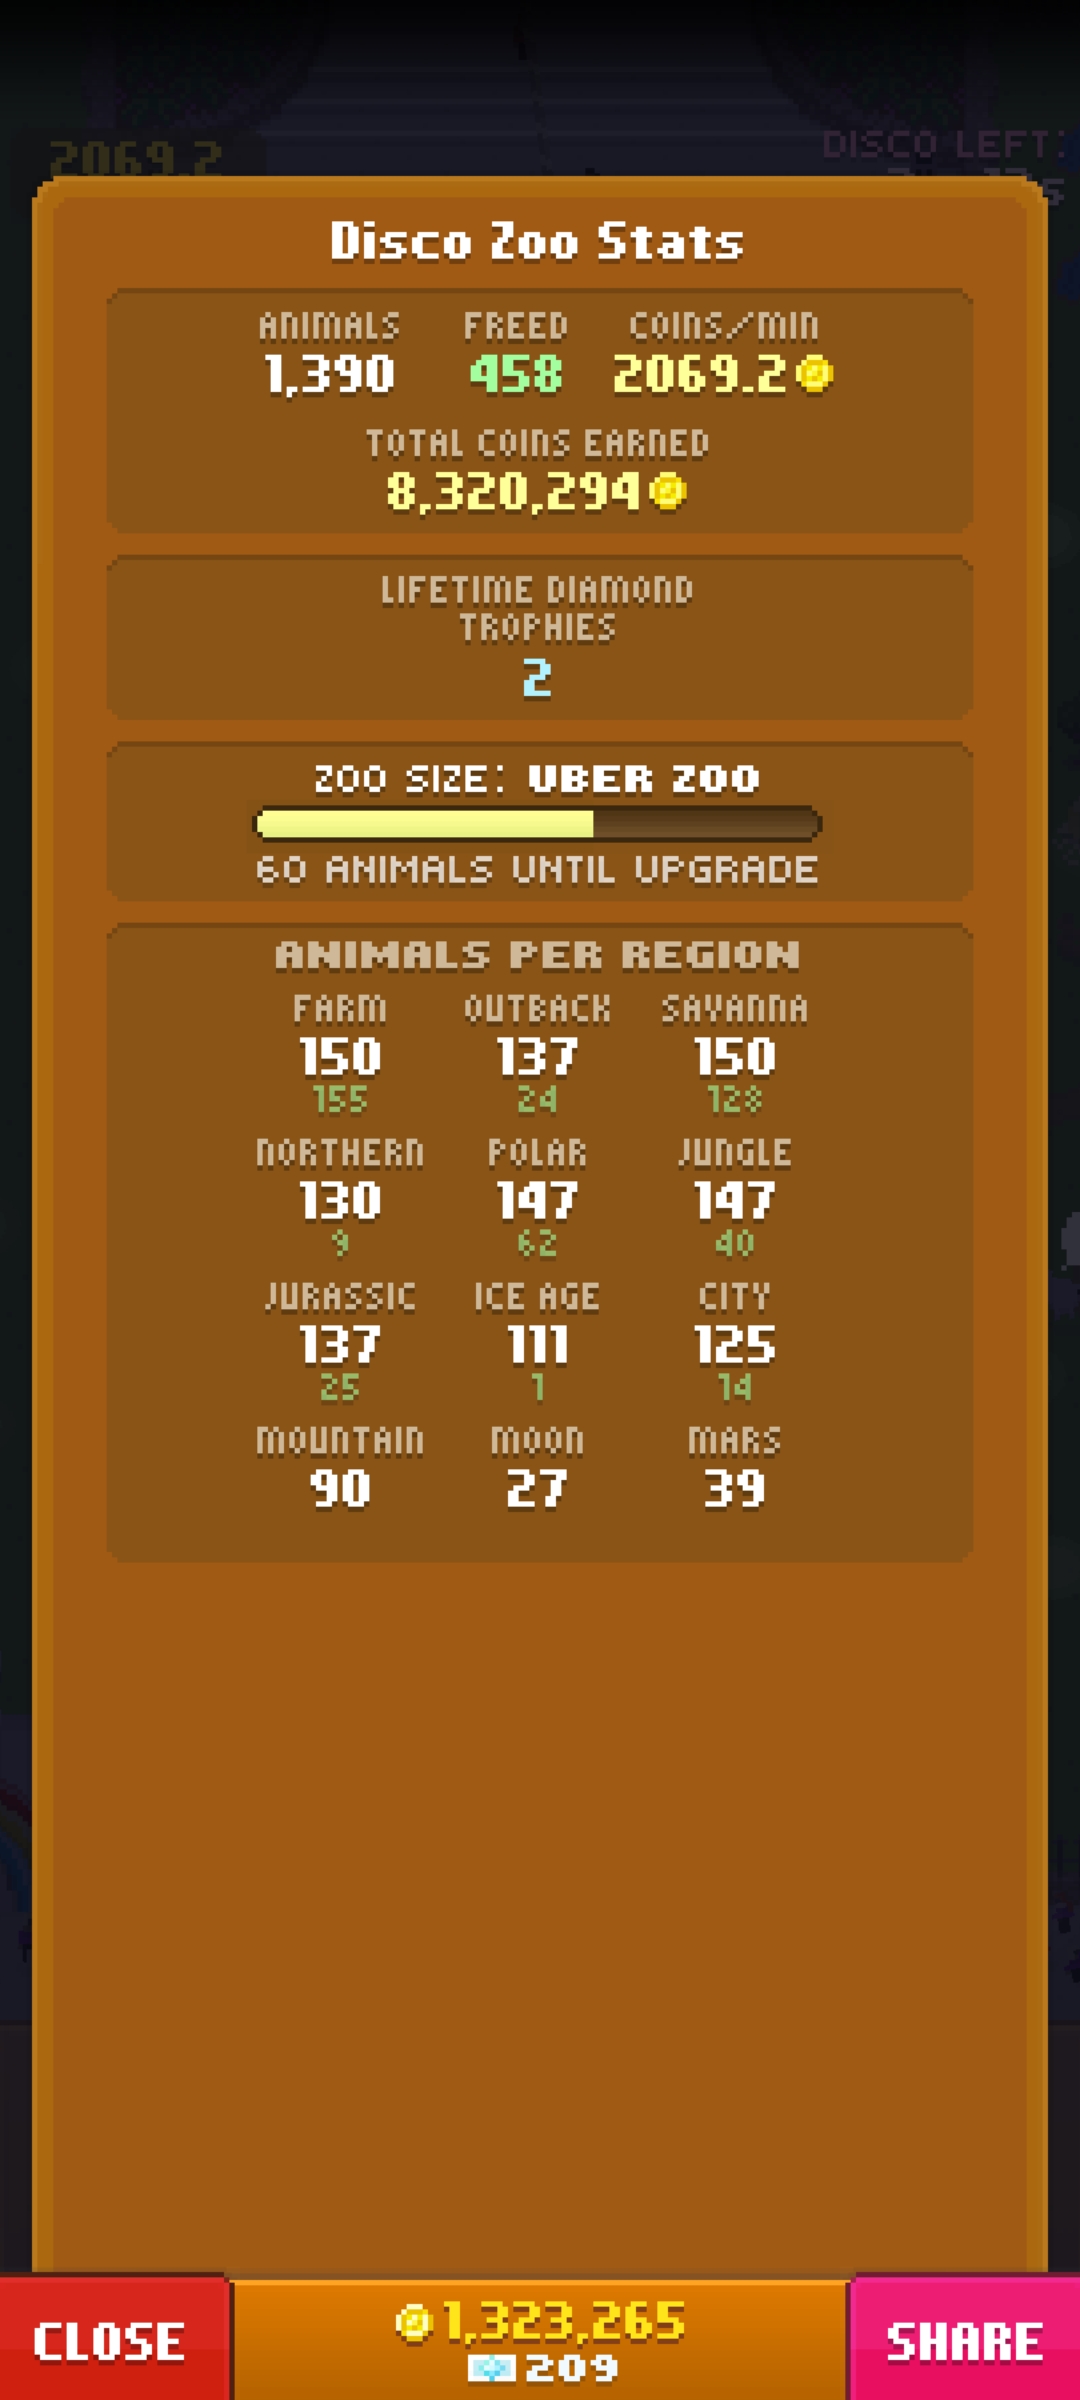 2069.2
DISCO LEFT:
Disco Zoo Stats
ANIMALS FREED COINS/MIN
1,390 458 2069.2
TOTAL COINS EARNED
8,320,294
LIFETIME DIAMOND
TROPHIES
2
ZOO SIZE: UBER ZOO
60 ANIMALS UNTIL UPGRADE
ANIMALS PER REGION
FARM OUTBACK SAVANNA
150 137 150
155 24 128
NORTHERN POLAR JUNGLE
130 147 147
9 62 40
JURASSIC ICE AGE CITY
137 111 125
25 1 14
MOUNTAIN MOON MARS
90 27 39
CLOSE
1,323,265
209
SHARE